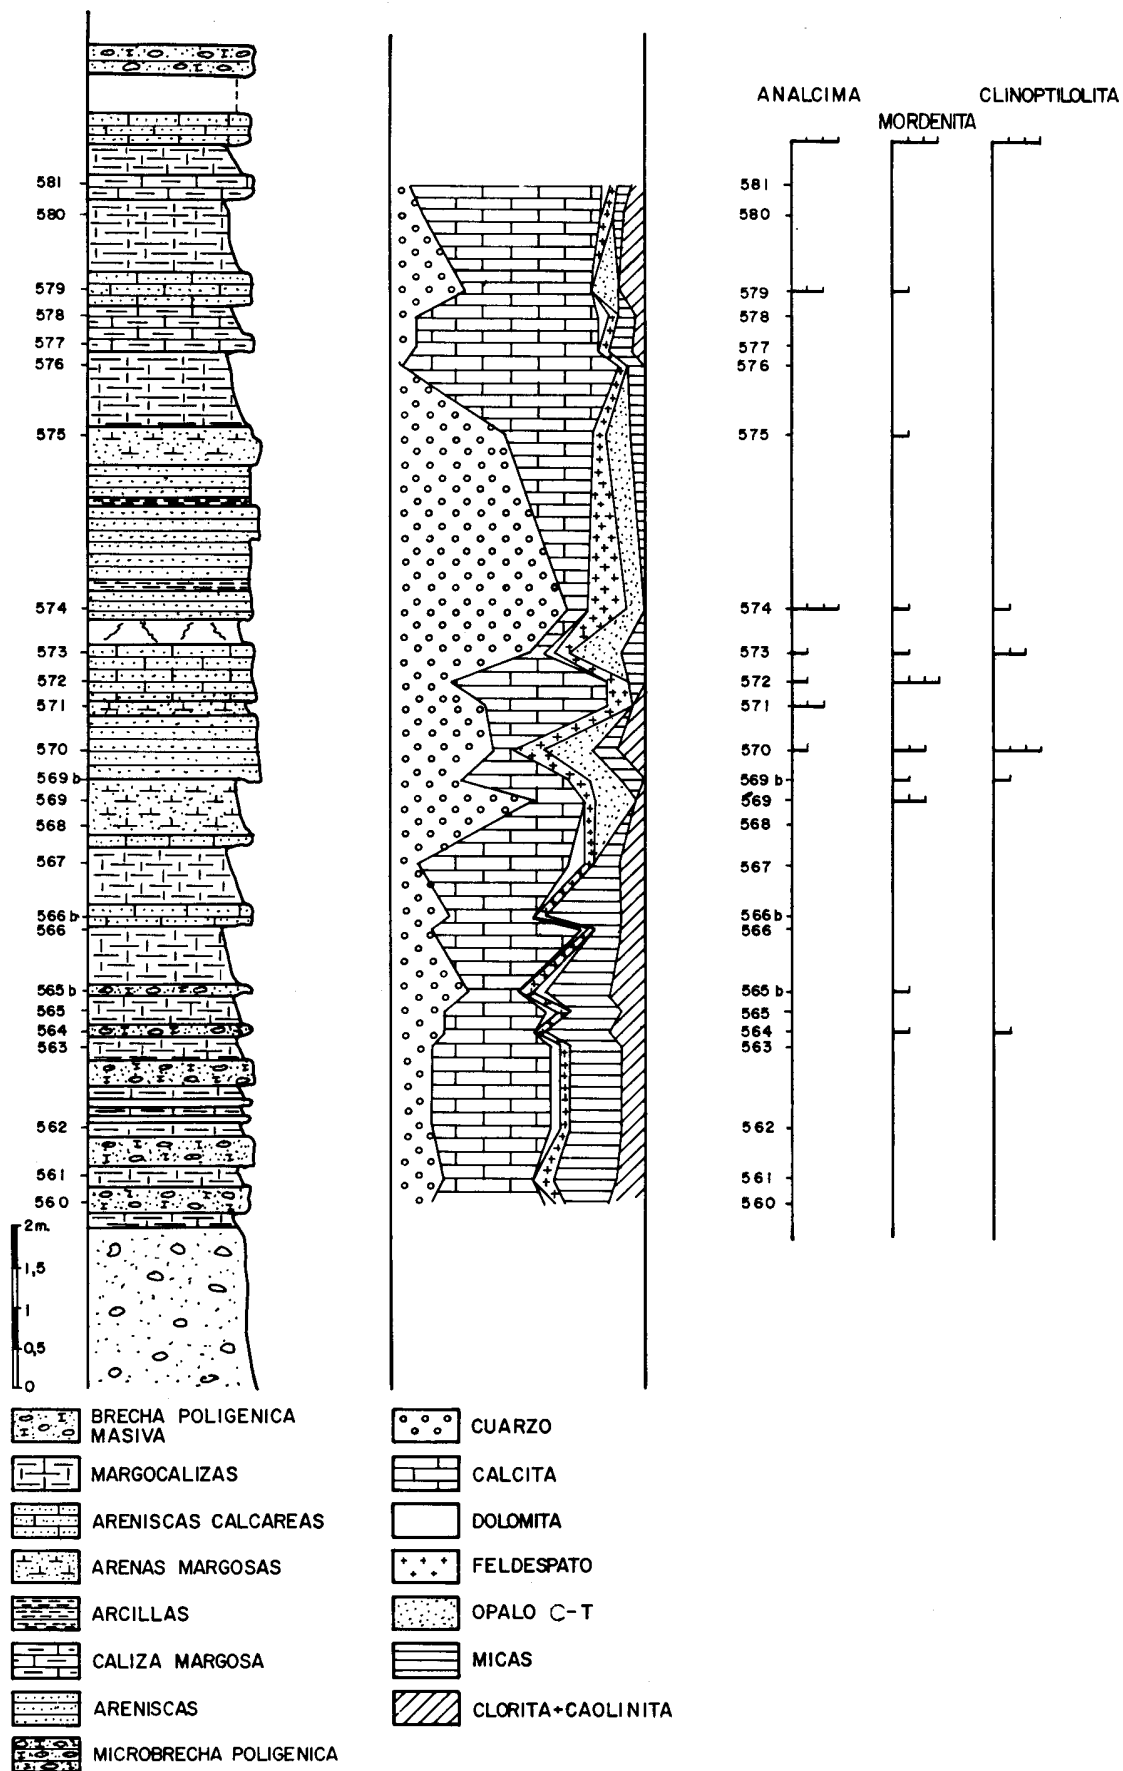 ANALCIMA CLINOPTILOLITA
MORDENITA
581 581
580 580
579 579
578 578
577 577
576 576
575 575
574 574
573 573
572 572
571 571
570 570
569 b 569 b
569 569
568 568
567 567
566 b 566 b
566 566
565 b 565 b
565 565
564 564
563 563
562 562
561 561
560 560
2 m.
1,5
1
0,5
0
BRECHA POLIGENICA
MASIVA
MARGOCALIZAS
ARENISCAS CALCAREAS
ARENAS MARGOSAS
ARCILLAS
CALIZA MARGOSA
ARENISCAS
MICROBRECHA POLIGENICA
CUARZO
CALCITA
DOLOMITA
FELDESPATO
OPALO C-T
MICAS
CLORITA+CAOLINITA